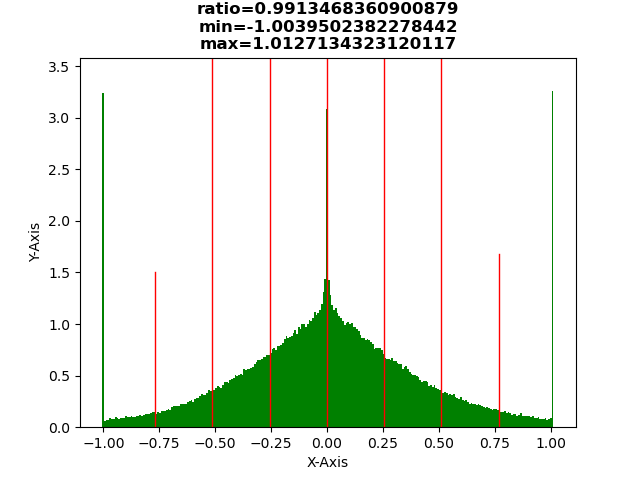 ratio=0.9913468360900879
min=-1.0039502382278442
max=1.0127134323120117
3.5
3.0
2.5
2.0
1.5
1.0
0.5
0.0
Y-Axis
−1.00 −0.75 −0.50 −0.25 0.00 0.25 0.50 0.75 1.00
X-Axis